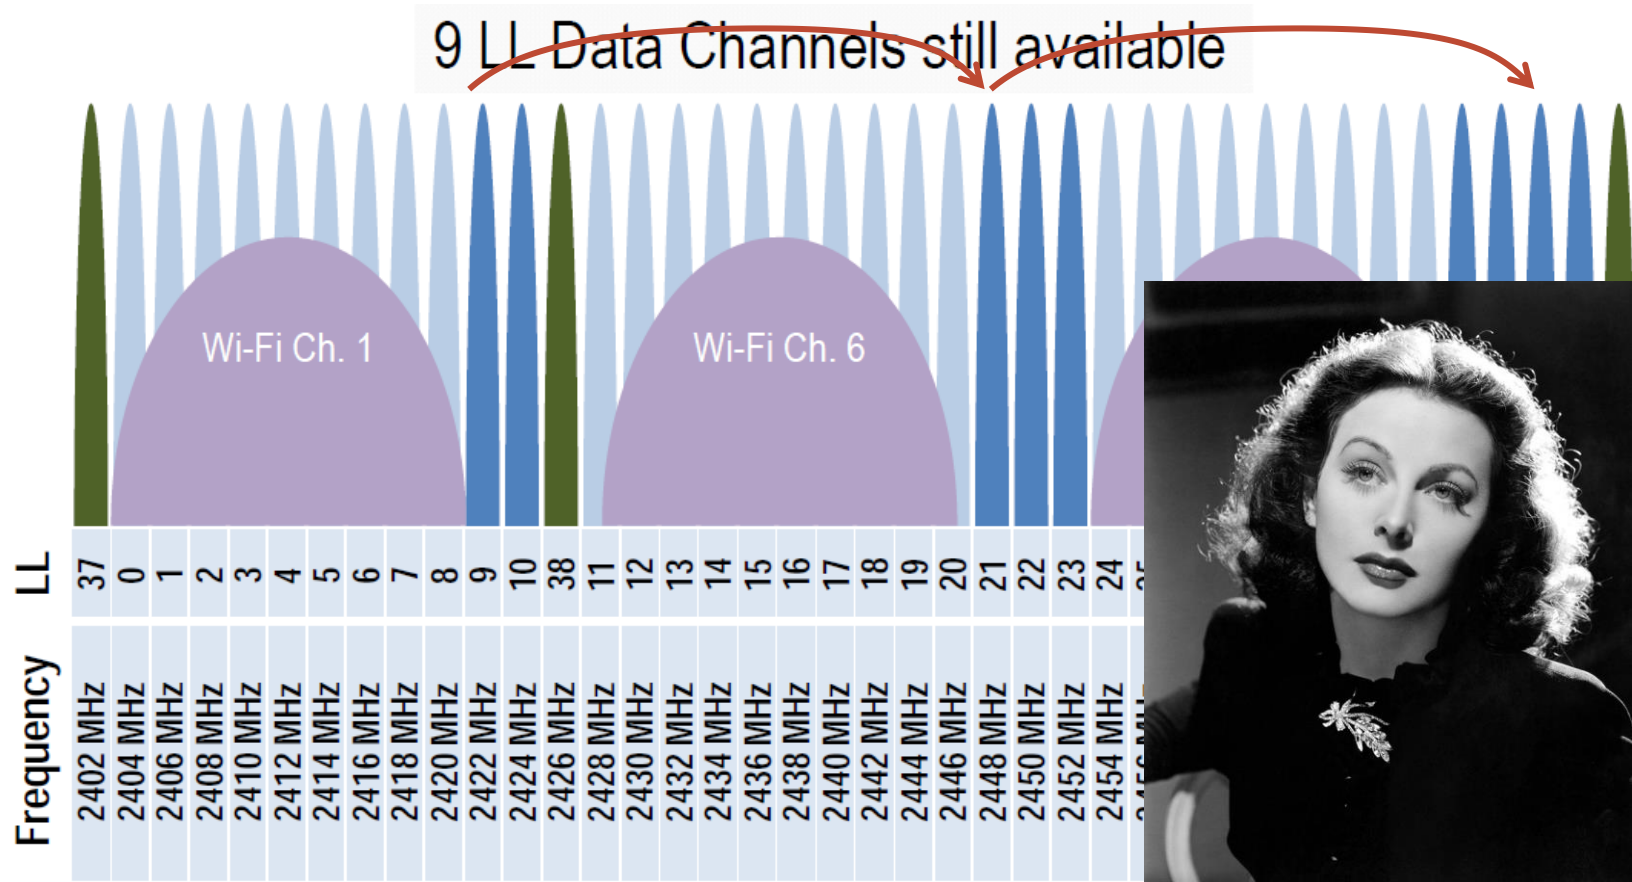 9 LL Data Channels still available
Wi-Fi Ch. 1
Wi-Fi Ch. 6
LL 37 0 1 2 3 4 5 6 7 8 9 10 38 11 12 13 14 15 16 17 18 19 20 21 22 23 24
Frequency 2402 MHz 2404 MHz 2406 MHz 2408 MHz 2410 MHz 2412 MHz 2414 MHz 2416 MHz 2418 MHz 2420 MHz 2422 MHz 2424 MHz 2426 MHz 2428 MHz 2430 MHz 2432 MHz 2434 MHz 2436 MHz 2438 MHz 2440 MHz 2442 MHz 2444 MHz 2446 MHz 2448 MHz 2450 MHz 2452 MHz 2454 MHz